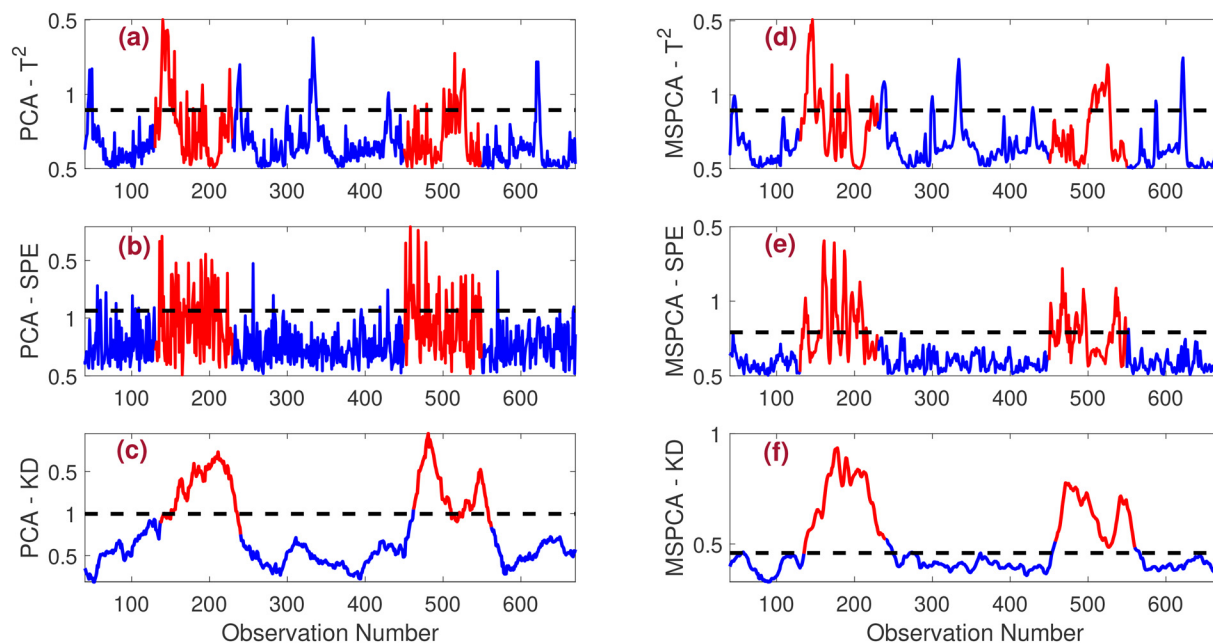 0.5
1
0.5
PCA - T²
(a)
100 200 300 400 500 600
0.5
1
0.5
MSPCA - T²
(d)
100 200 300 400 500 600
0.5
1
0.5
PCA - SPE
(b)
100 200 300 400 500 600
0.5
1
0.5
MSPCA - SPE
(e)
100 200 300 400 500 600
0.5
1
0.5
PCA - KD
(c)
100 200 300 400 500 600
Observation Number
1
0.5
MSPCA - KD
(f)
100 200 300 400 500 600
Observation Number